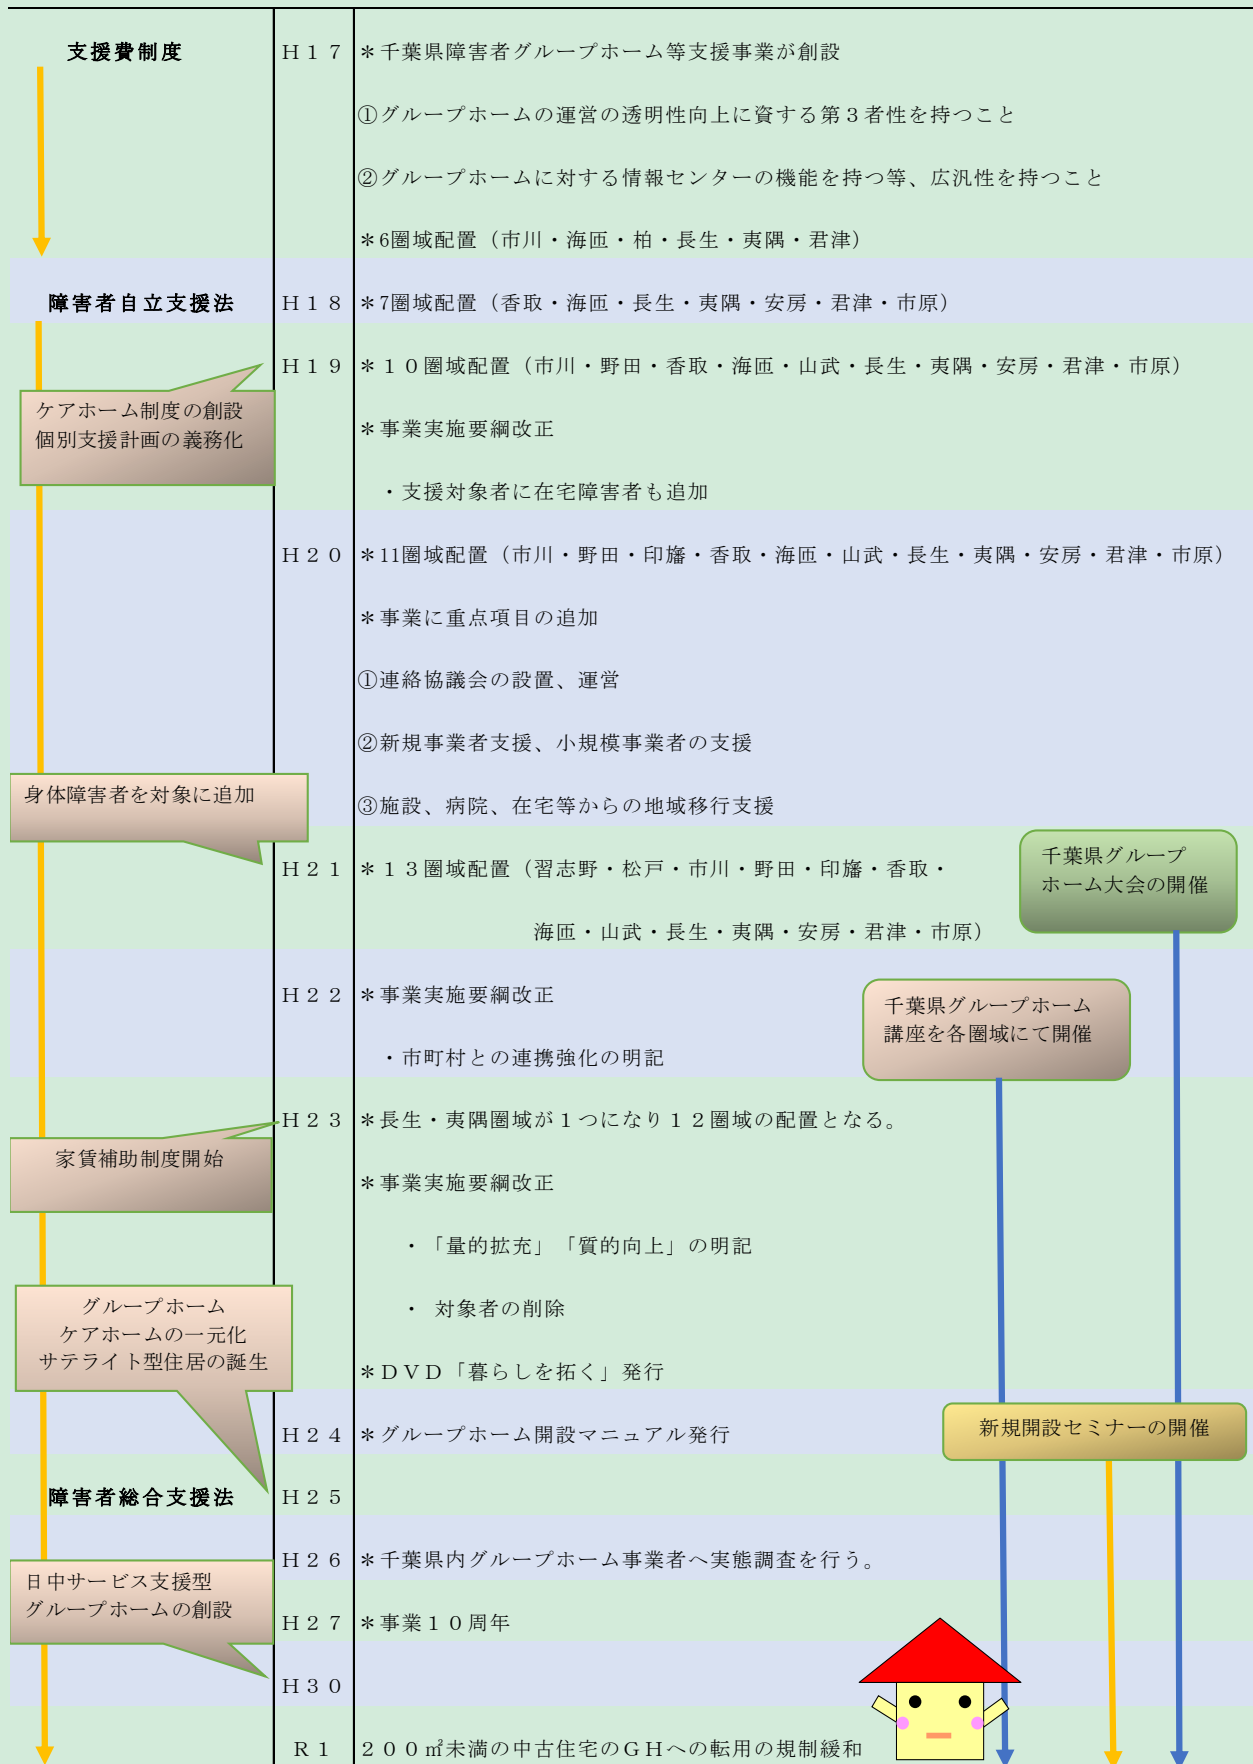 支援費制度
Ｈ１７
＊千葉県障害者グループホーム等支援事業が創設
①グループホームの運営の透明性向上に資する第３者性を持つこと
②グループホームに対する情報センターの機能を持つ等、広汎性を持つこと
＊6圏域配置（市川・海匝・柏・長生・夷隅・君津）
障害者自立支援法
Ｈ１８
＊7圏域配置（香取・海匝・長生・夷隅・安房・君津・市原）
Ｈ１９
＊１０圏域配置（市川・野田・香取・海匝・山武・長生・夷隅・安房・君津・市原）
ケアホーム制度の創設
個別支援計画の義務化
＊事業実施要綱改正
・支援対象者に在宅障害者も追加
Ｈ２０
＊11圏域配置（市川・野田・印旛・香取・海匝・山武・長生・夷隅・安房・君津・市原）
＊事業に重点項目の追加
①連絡協議会の設置、運営
②新規事業者支援、小規模事業者の支援
身体障害者を対象に追加
③施設、病院、在宅等からの地域移行支援
Ｈ２１
＊１３圏域配置（習志野・松戸・市川・野田・印旛・香取・
海匝・山武・長生・夷隅・安房・君津・市原）
千葉県グループ
ホーム大会の開催
Ｈ２２
＊事業実施要綱改正
・市町村との連携強化の明記
千葉県グループホーム
講座を各圏域にて開催
Ｈ２３
＊長生・夷隅圏域が１つになり１２圏域の配置となる。
家賃補助制度開始
＊事業実施要綱改正
・「量的拡充」「質的向上」の明記
・ 対象者の削除
グループホーム
ケアホームの一元化
サテライト型住居の誕生
＊ＤＶＤ「暮らしを拓く」発行
Ｈ２４
＊グループホーム開設マニュアル発行
新規開設セミナーの開催
障害者総合支援法
Ｈ２５
Ｈ２６
＊千葉県内グループホーム事業者へ実態調査を行う。
日中サービス支援型
グループホームの創設
Ｈ２７
＊事業１０周年
Ｈ３０
Ｒ１
２００㎡未満の中古住宅のＧＨへの転用の規制緩和